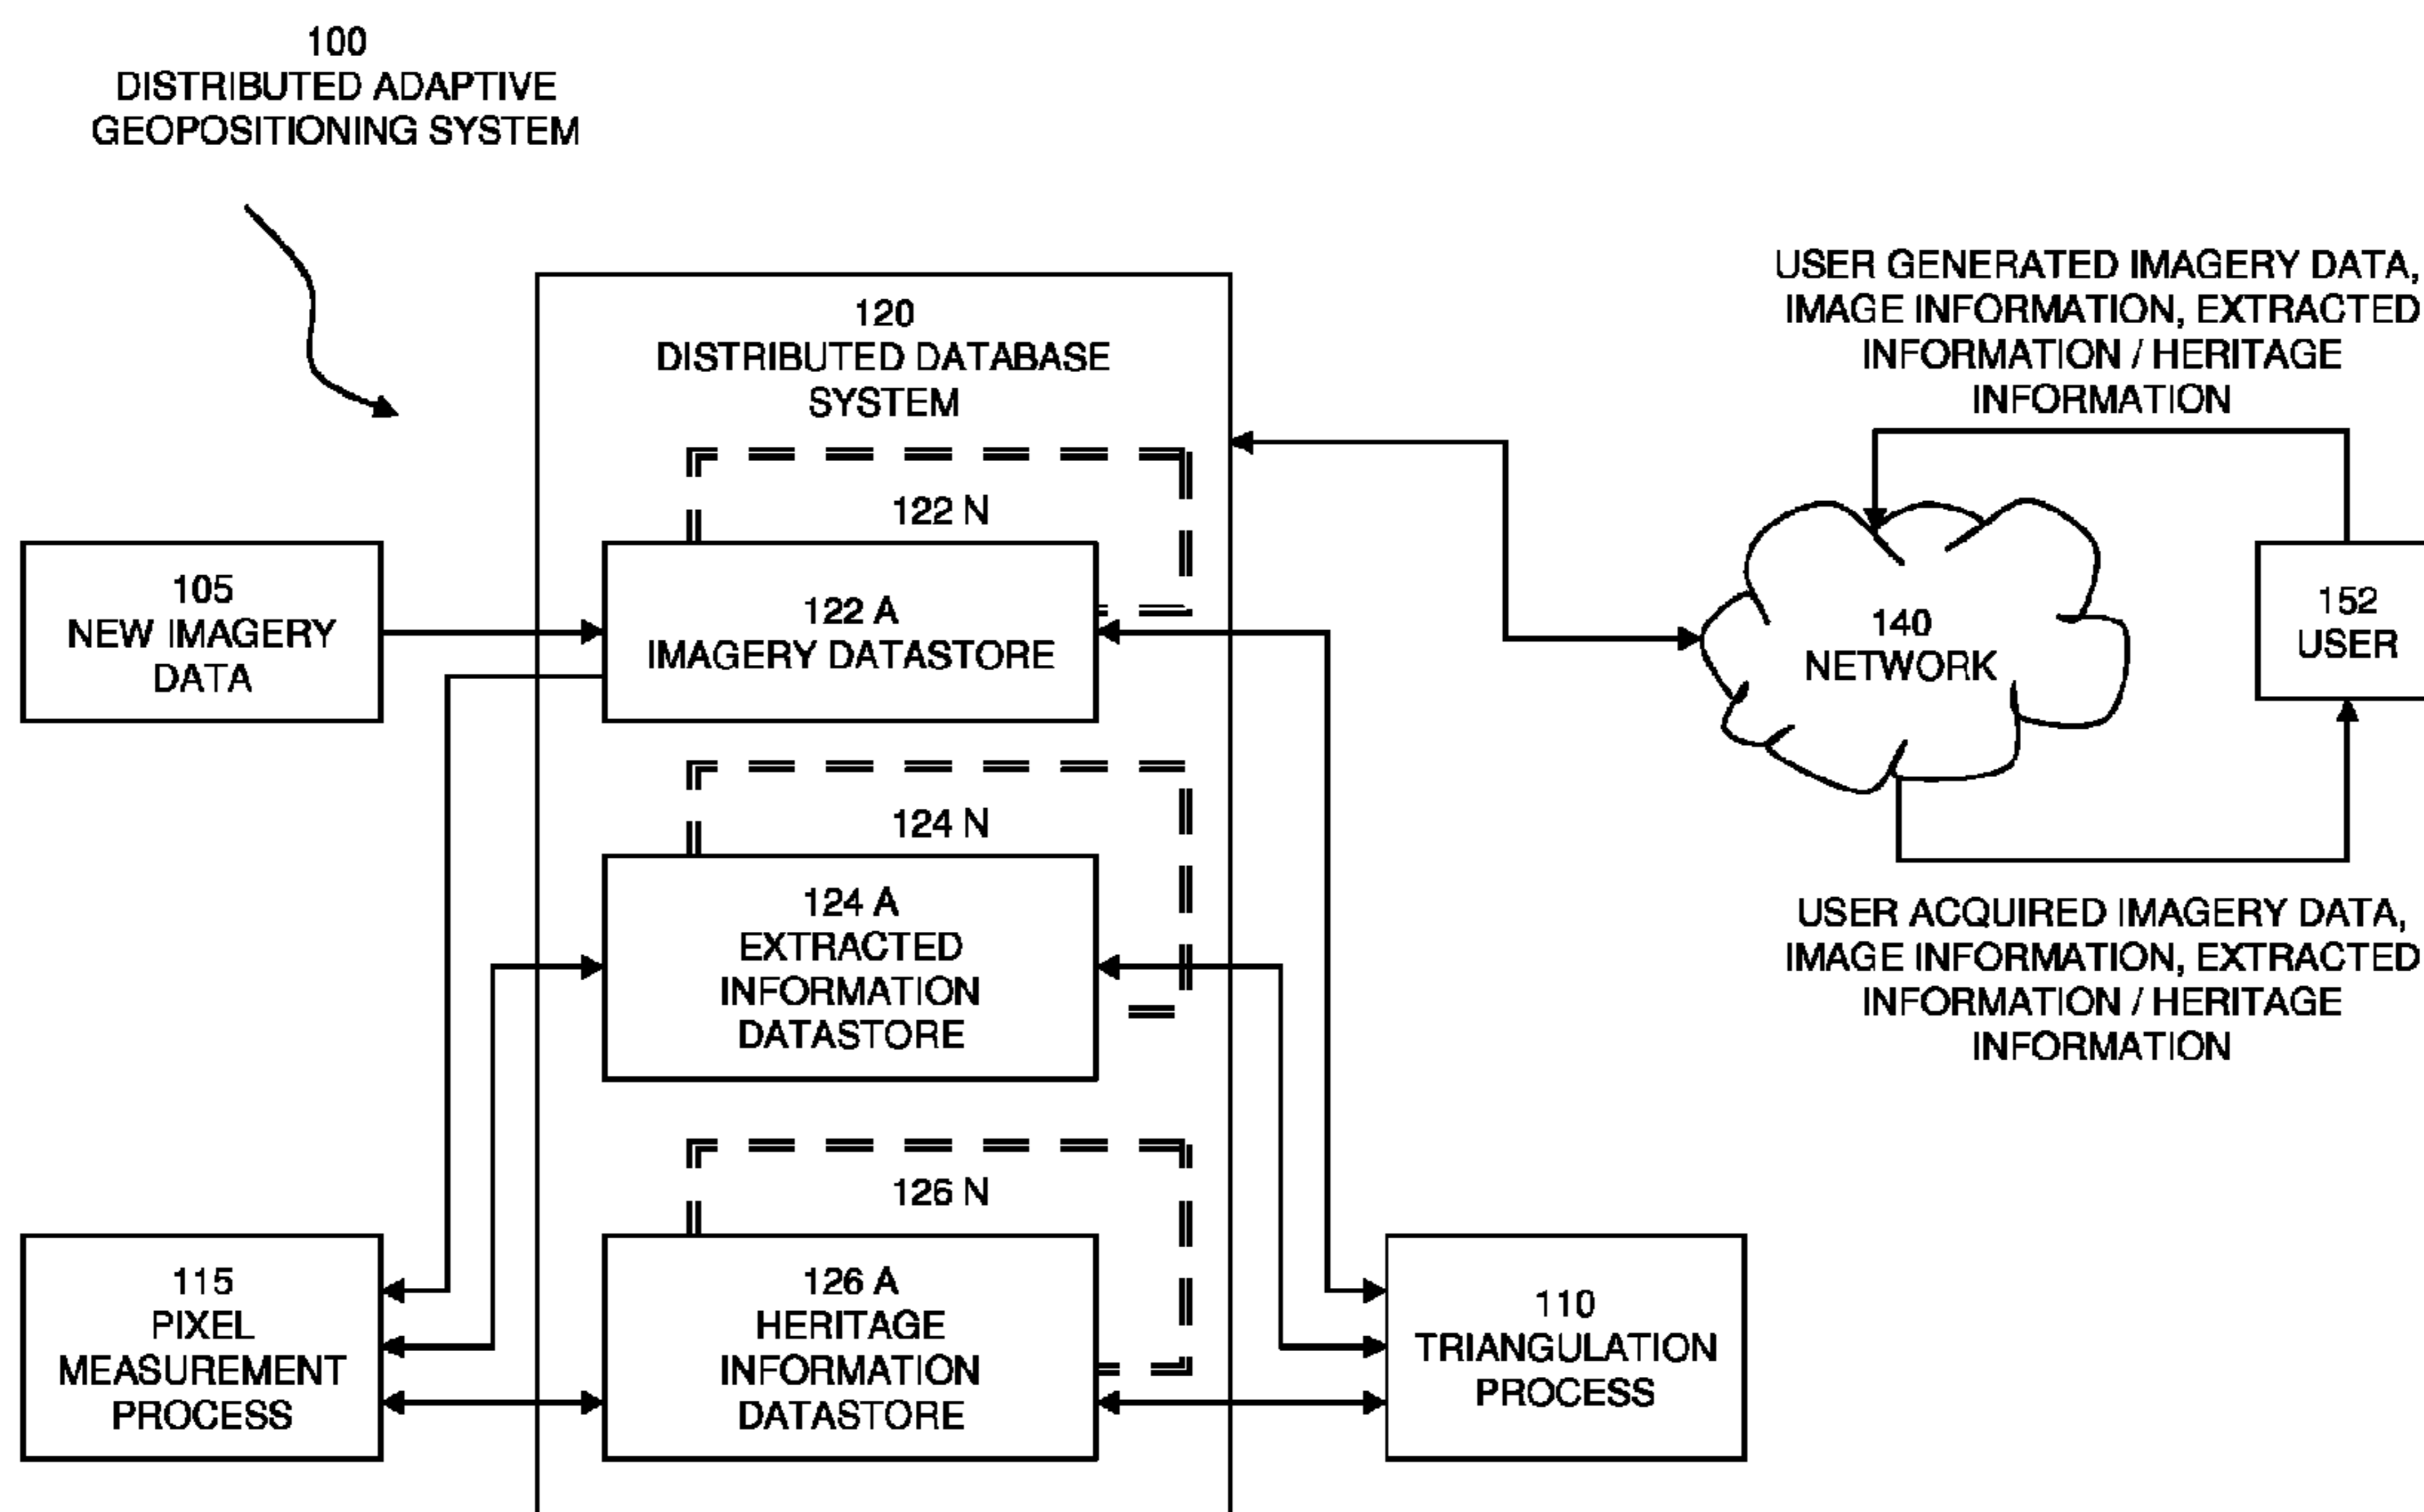 100
DISTRIBUTED ADAPTIVE
GEOPOSITIONING SYSTEM
120
DISTRIBUTED DATABASE
SYSTEM
122 N
105
NEW IMAGERY
DATA
122 A
IMAGERY DATASTORE
124 N
124 A
EXTRACTED
INFORMATION
DATASTORE
126 N
115
PIXEL
MEASUREMENT
PROCESS
126 A
HERITAGE
INFORMATION
DATASTORE
110
TRIANGULATION
PROCESS
USER GENERATED IMAGERY DATA,
IMAGE INFORMATION, EXTRACTED
INFORMATION / HERITAGE
INFORMATION
140
NETWORK
152
USER
USER ACQUIRED IMAGERY DATA,
IMAGE INFORMATION, EXTRACTED
INFORMATION / HERITAGE
INFORMATION